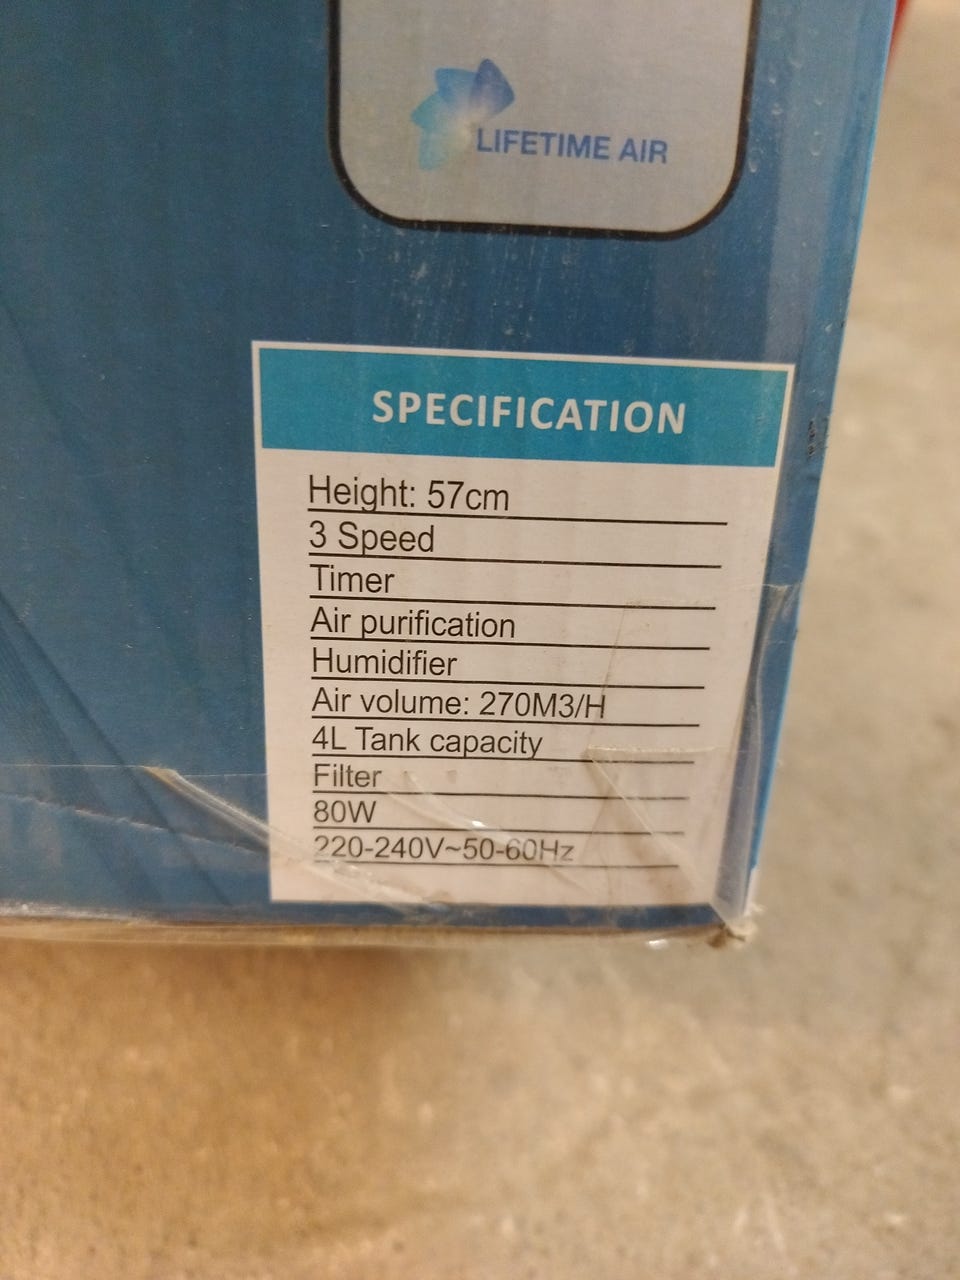 LIFETIME AIR
SPECIFICATION
Height: 57cm
3 Speed
Timer
Air purification
Humidifier
Air volume: 270M3/H
4L Tank capacity
Filter
80W
220-240V~50-60Hz